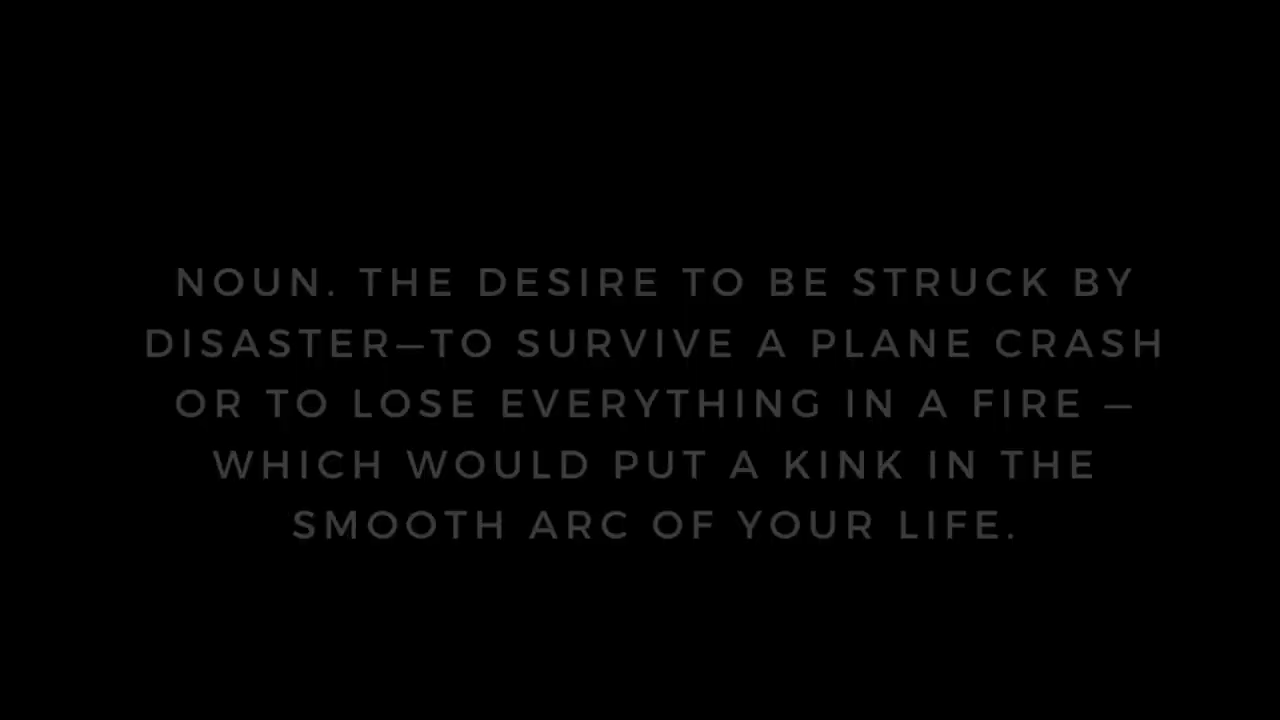 NOUN. THE DESIRE TO BE STRUCK BY
DISASTER—TO SURVIVE A PLANE CRASH
OR TO LOSE EVERYTHING IN A FIRE —
WHICH WOULD PUT A KINK IN THE
SMOOTH ARC OF YOUR LIFE.